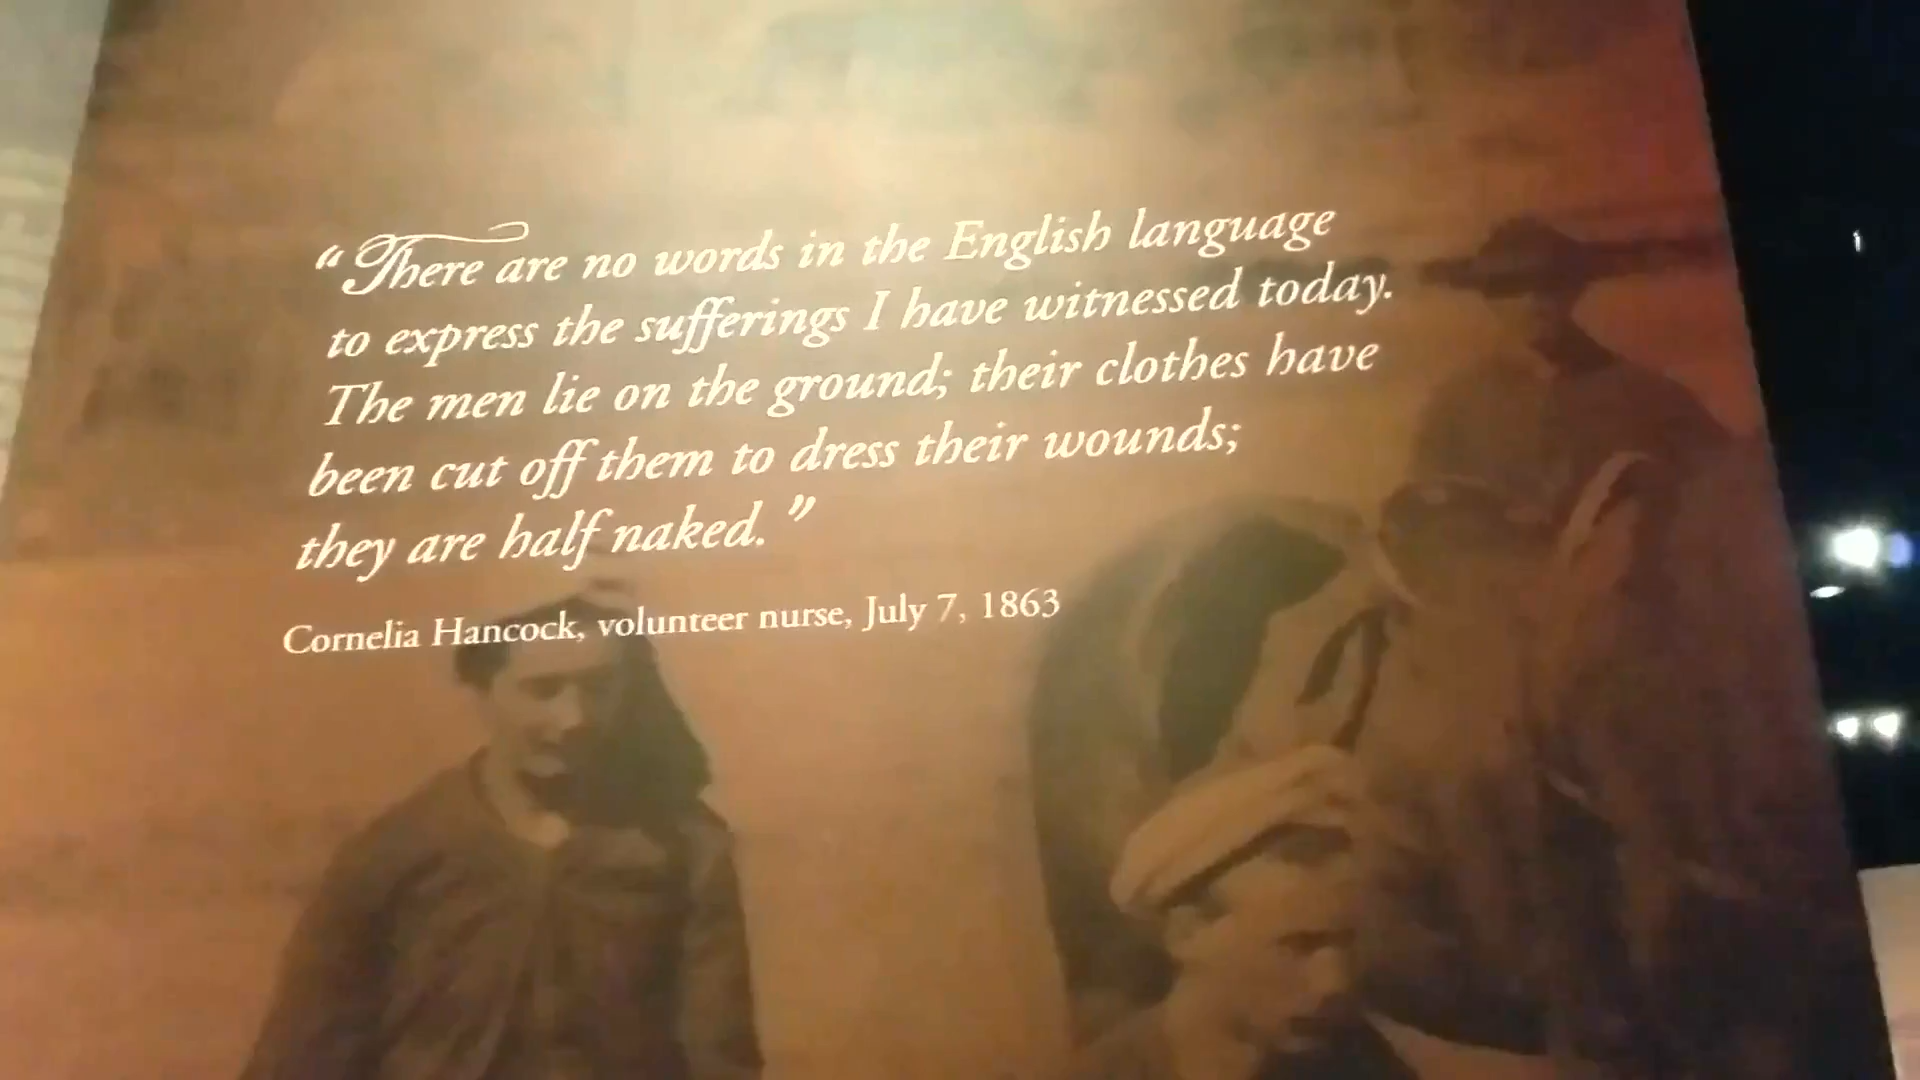 “There are no words in the English language
to express the sufferings I have witnessed today.
The men lie on the ground; their clothes have
been cut off them to dress their wounds;
they are half naked.”
Cornelia Hancock, volunteer nurse, July 7, 1863